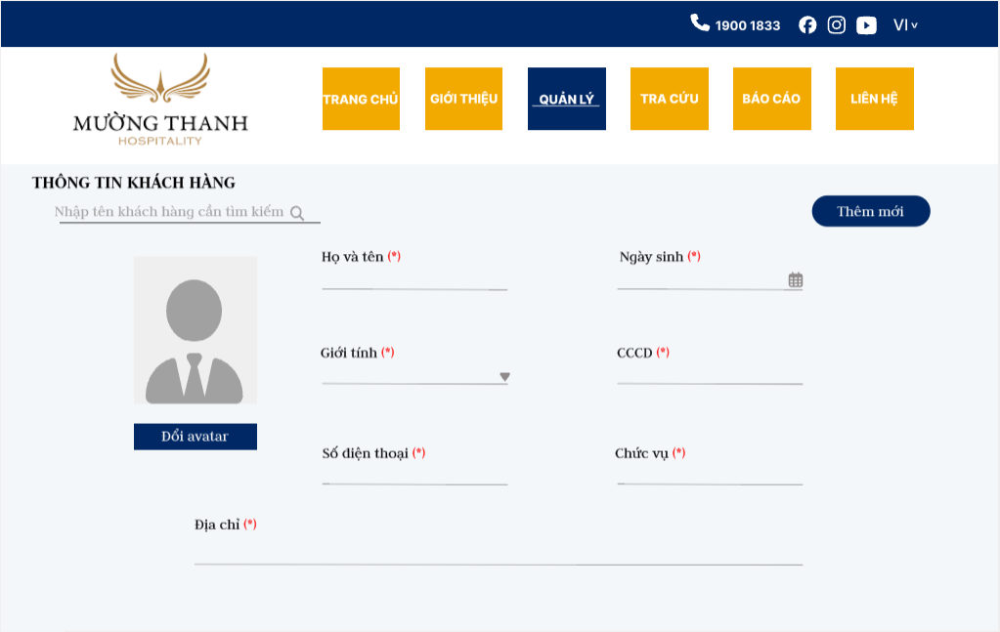 1900 1833 VI
MƯỜNG THANH
HOSPITALITY
TRANG CHỦ GIỚI THIỆU QUẢN LÝ TRA CỨU BÁO CÁO LIÊN HỆ
THÔNG TIN KHÁCH HÀNG
Nhập tên khách hàng cần tìm kiếm
Thêm mới
Họ và tên (*) Ngày sinh (*)
Giới tính (*) CCCD (*)
Đổi avatar
Số điện thoại (*) Chức vụ (*)
Địa chỉ (*)